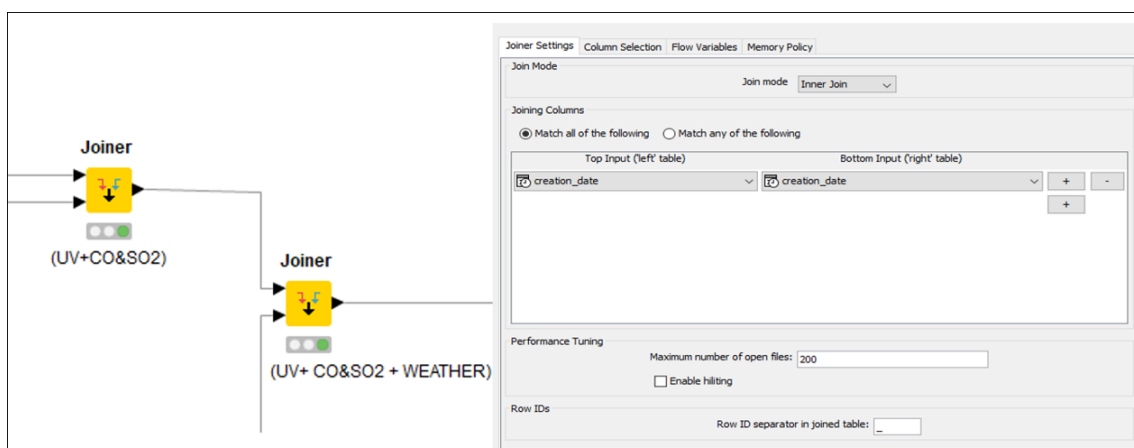 Joiner
(UV+CO&SO2)
Joiner
(UV+ CO&SO2 + WEATHER)
Joiner Settings Column Selection Flow Variables Memory Policy
Join Mode
Join mode Inner Join
Joining Columns
Match all of the following Match any of the following
Top Input ('left' table) Bottom Input ('right' table)
creation_date creation_date + -
+
Performance Tuning
Maximum number of open files: 200
Enable hiliting
Row IDs
Row ID separator in joined table: _